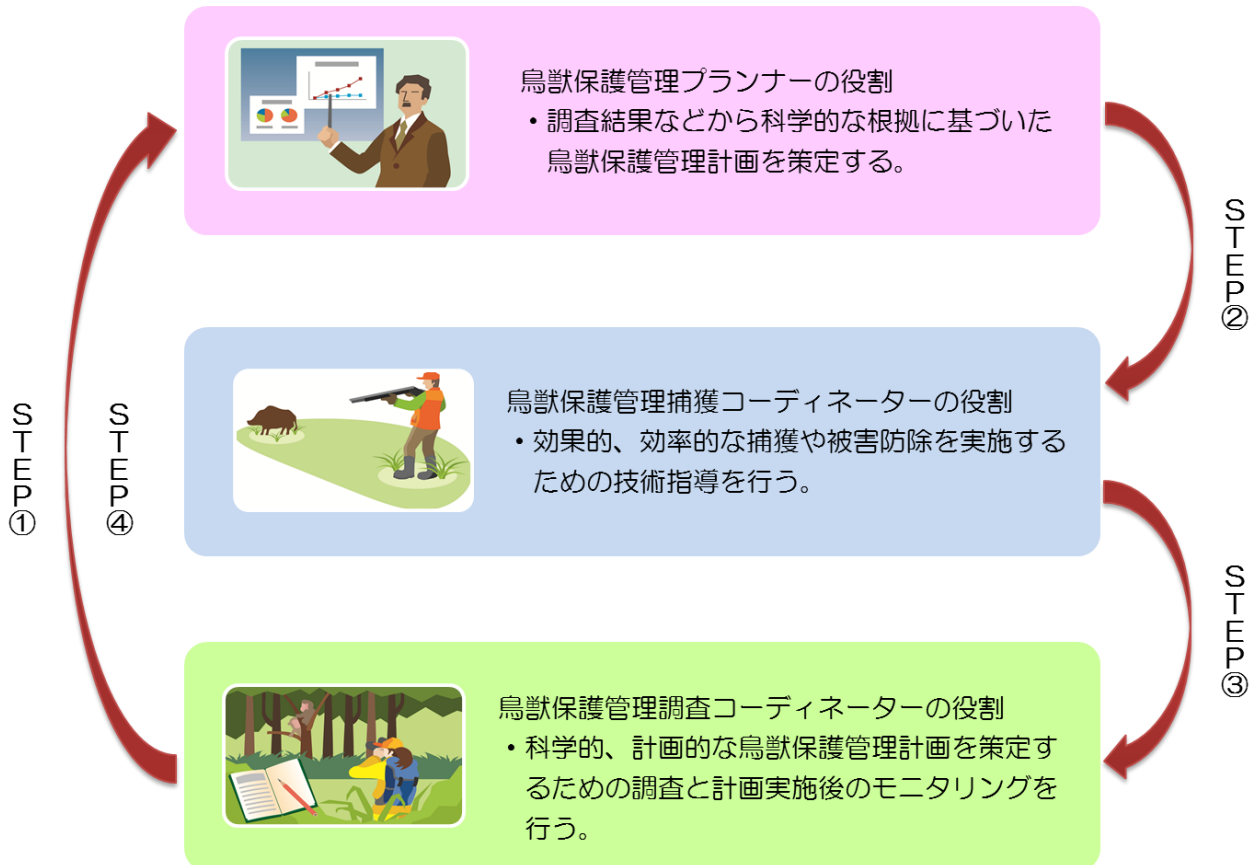 鳥獣保護管理プランナーの役割
・調査結果などから科学的な根拠に基づいた
鳥獣保護管理計画を策定する。
STEP②
鳥獣保護管理捕獲コーディネーターの役割
・効果的、効率的な捕獲や被害防除を実施する
ための技術指導を行う。
STEP①
STEP④
STEP③
鳥獣保護管理調査コーディネーターの役割
・科学的、計画的な鳥獣保護管理計画を策定す
るための調査と計画実施後のモニタリングを
行う。